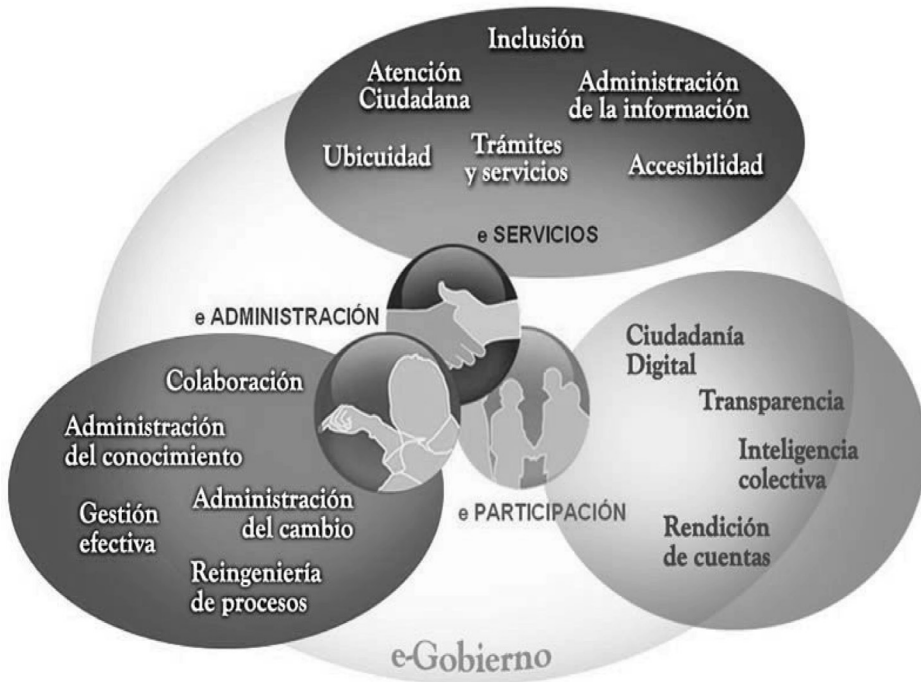 Inclusión
Atención
Ciudadana
Administración
de la información
Ubicuidad
Trámites
y servicios
Accesibilidad
e SERVICIOS
e ADMINISTRACIÓN
Colaboración
Administración
del conocimiento
Gestión
efectiva
Administración
del cambio
Reingeniería
de procesos
e PARTICIPACIÓN
Ciudadanía
Digital
Transparencia
Inteligencia
colectiva
Rendición
de cuentas
e-Gobierno